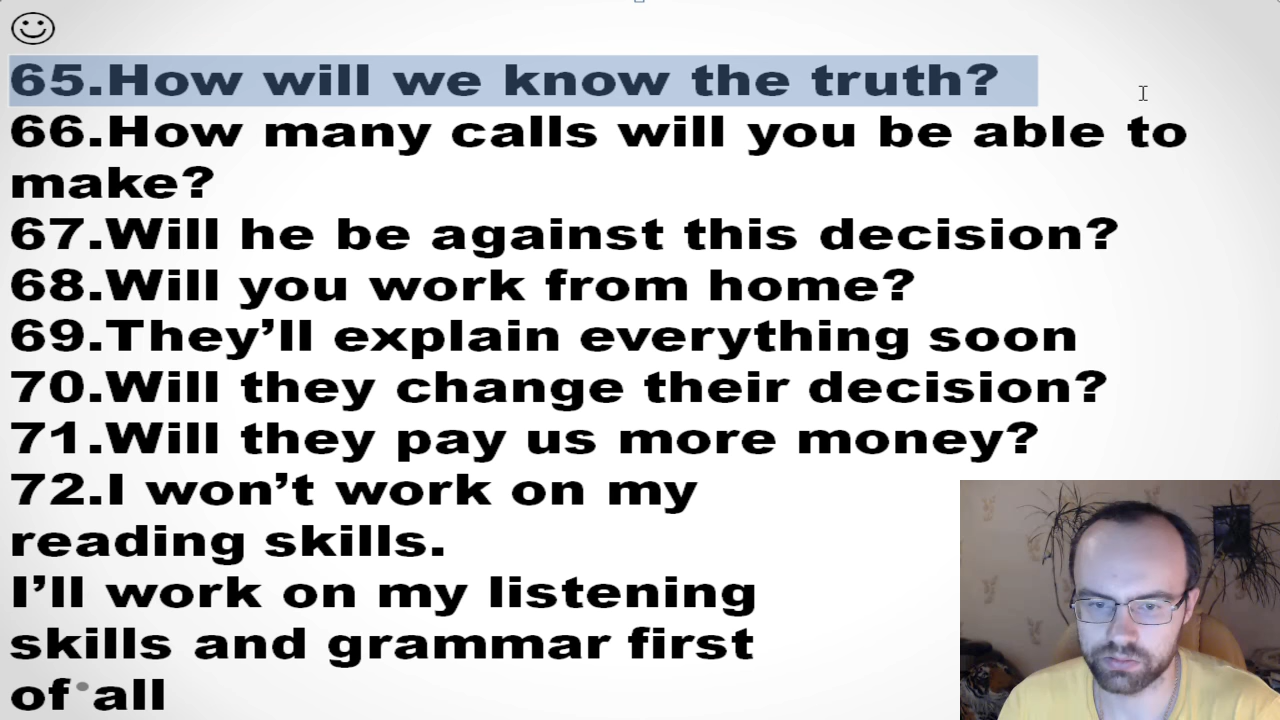 65.How will we know the truth?
66.How many calls will you be able to
make?
67.Will he be against this decision?
68.Will you work from home?
69.They’ll explain everything soon
70.Will they change their decision?
71.Will they pay us more money?
72.I won’t work on my
reading skills.
I’ll work on my listening
skills and grammar first
of all